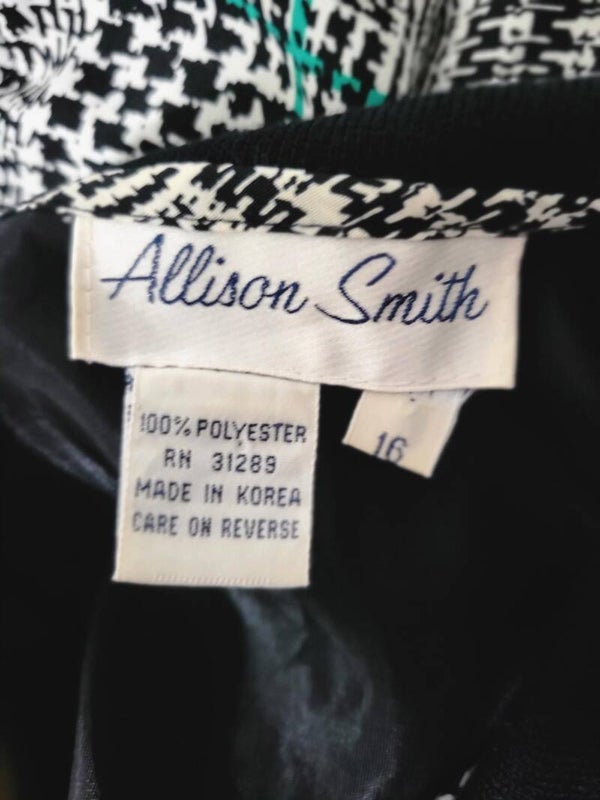 Allison Smith
100% POLYESTER
RN 31289
MADE IN KOREA
CARE ON REVERSE
16